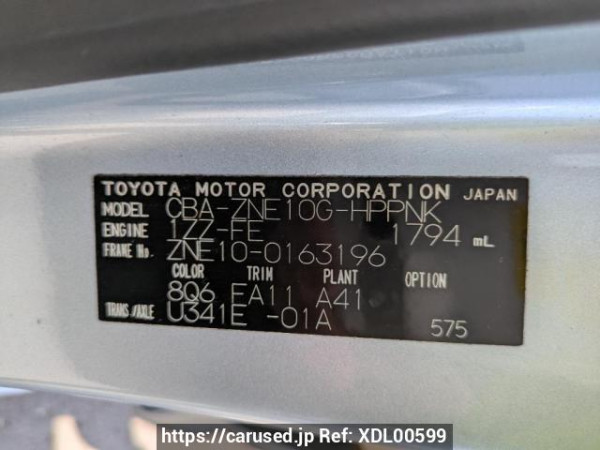 TOYOTA MOTOR CORPORATION JAPAN
MODEL CBA-ZNE10G-HPPNK
ENGINE 1ZZ-FE 1794 mL
FRAME No. ZNE10-0163196
COLOR TRIM PLANT OPTION
8Q6 EA11 A41
TRANS./AXLE U341E -01A
575
https://carused.jp Ref: XDL00599